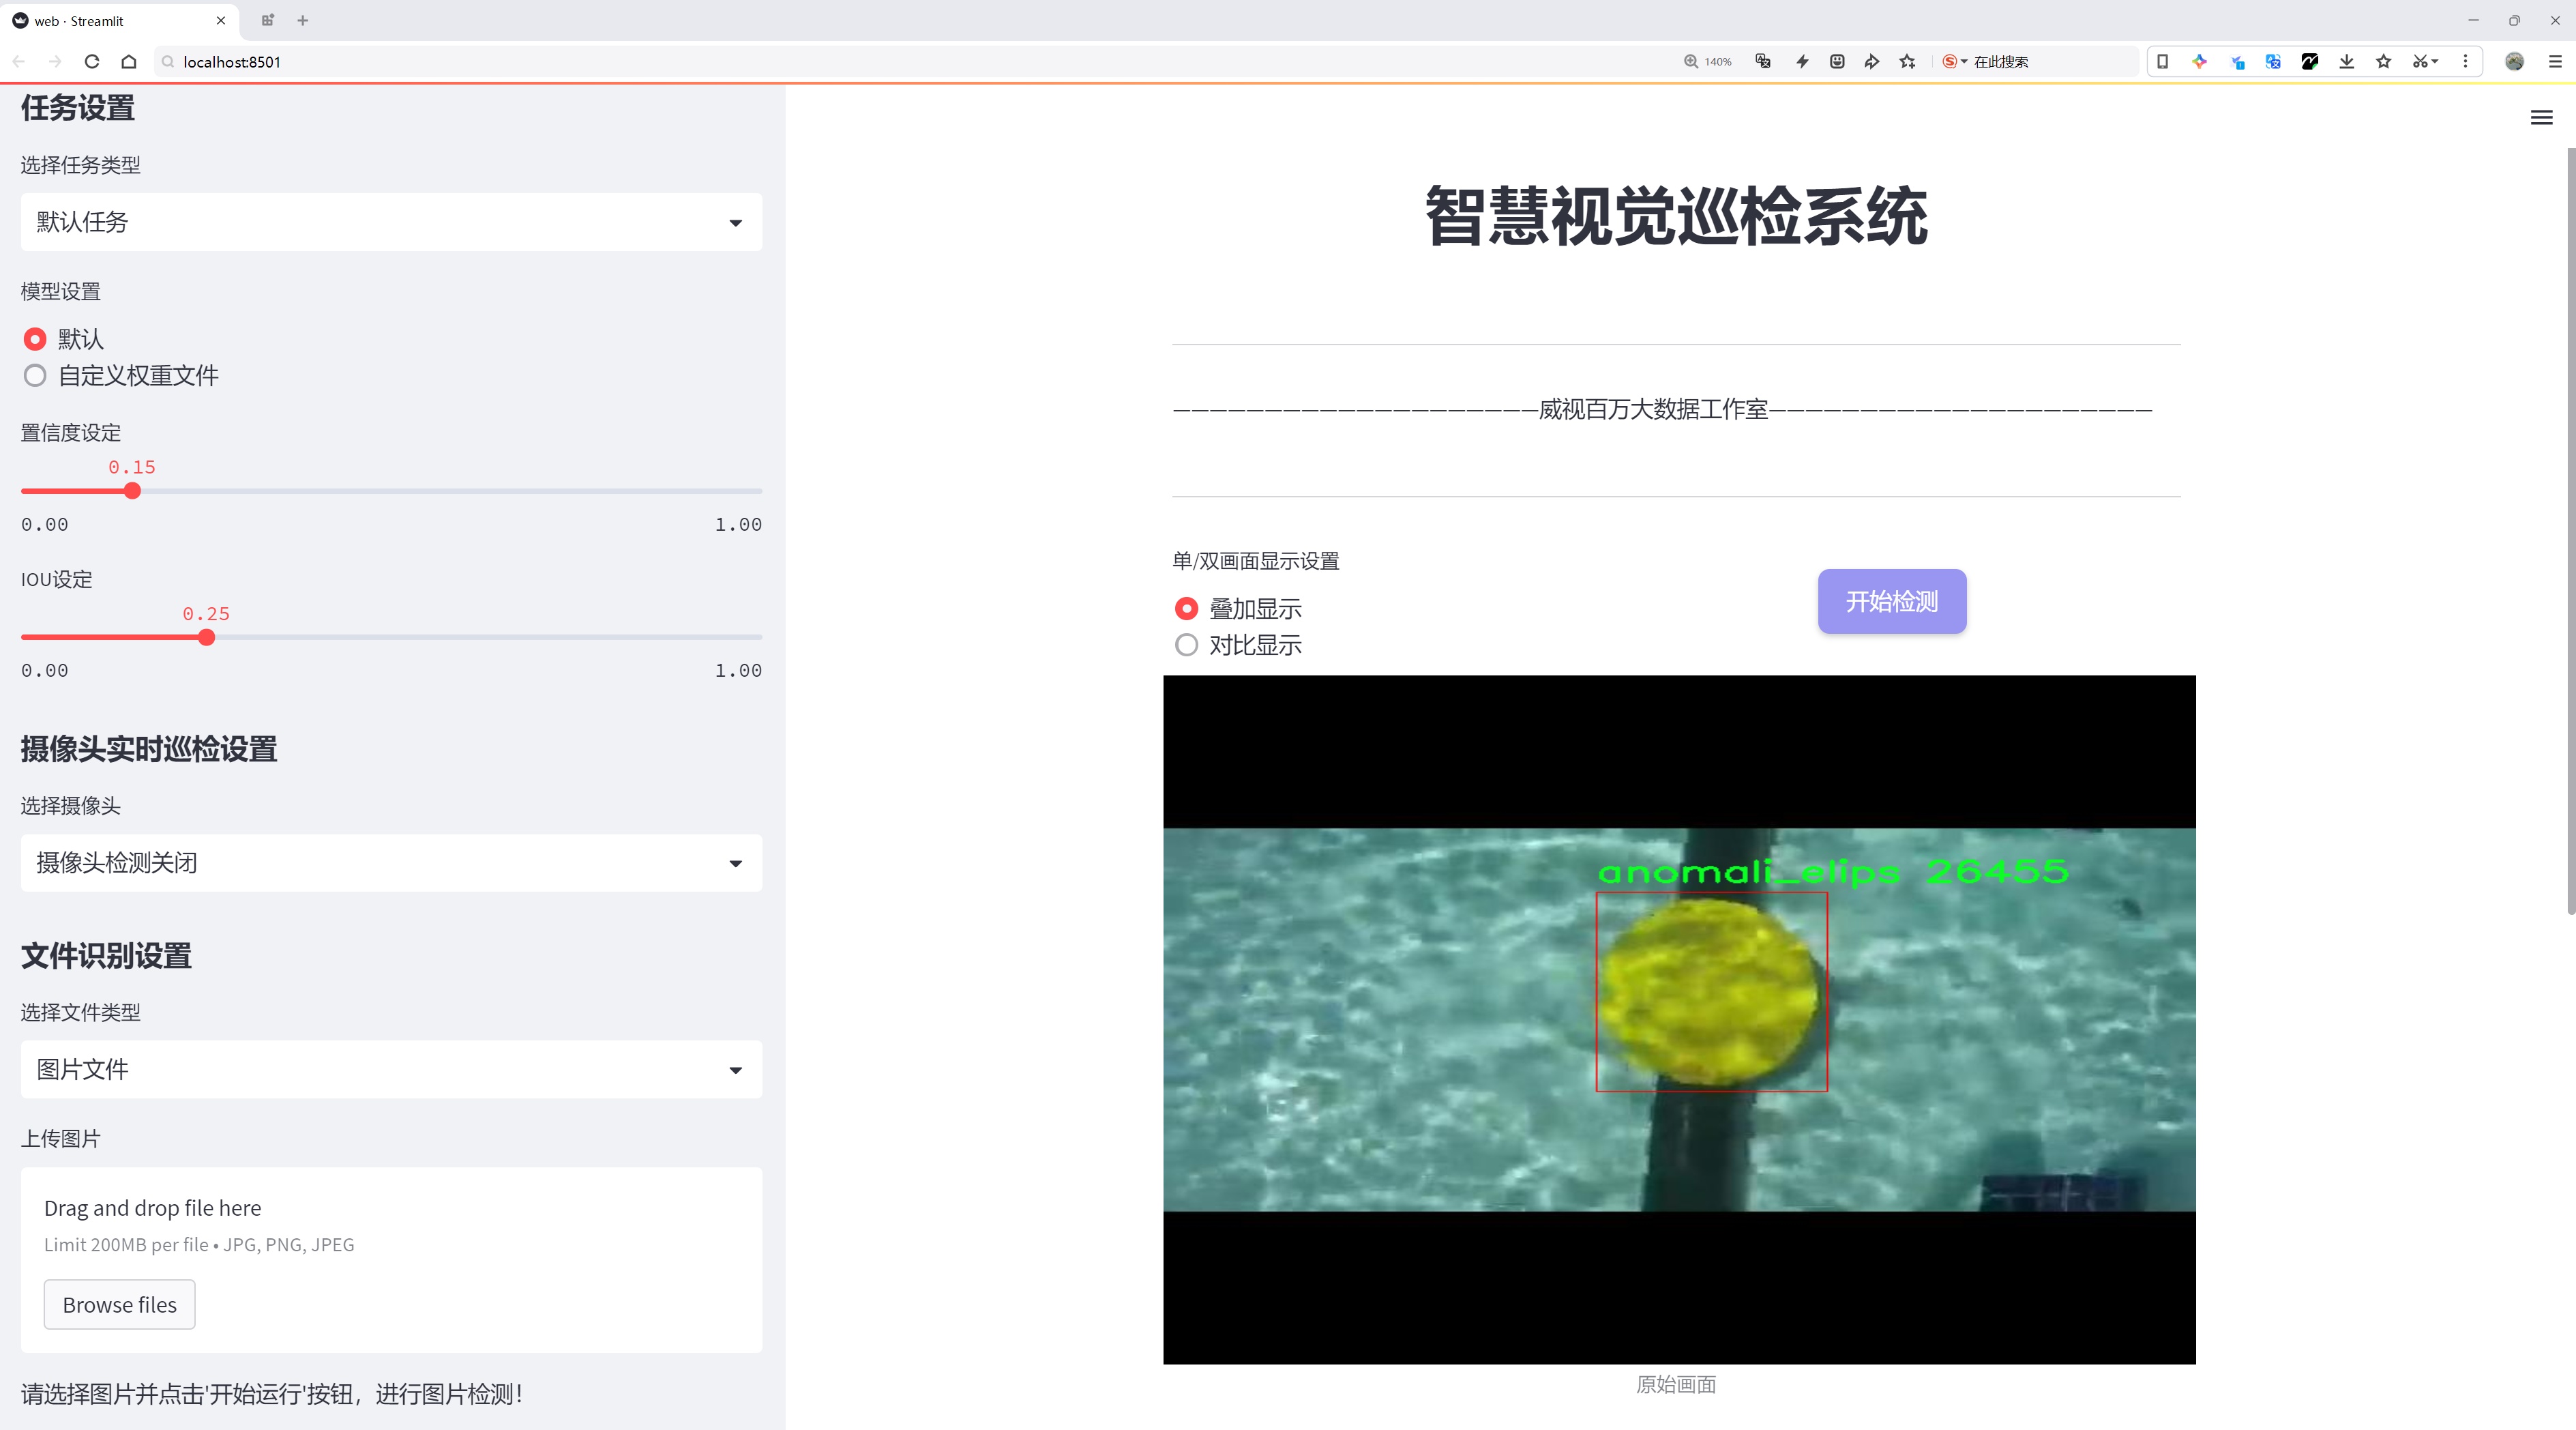 web · Streamlit
localhost:8501
140%
在此搜索
任务设置
选择任务类型
默认任务
模型设置
默认
自定义权重文件
置信度设定
0.15
0.00
1.00
IOU设定
0.25
0.00
1.00
摄像头实时巡检设置
选择摄像头
摄像头检测关闭
文件识别设置
选择文件类型
图片文件
上传图片
Drag and drop file here
Limit 200MB per file • JPG, PNG, JPEG
Browse files
请选择图片并点击'开始运行'按钮，进行图片检测！
智慧视觉巡检系统
————————————————————威视百万大数据工作室—————————————————————
单/双画面显示设置
叠加显示
对比显示
开始检测
anomali_elips 26455
原始画面